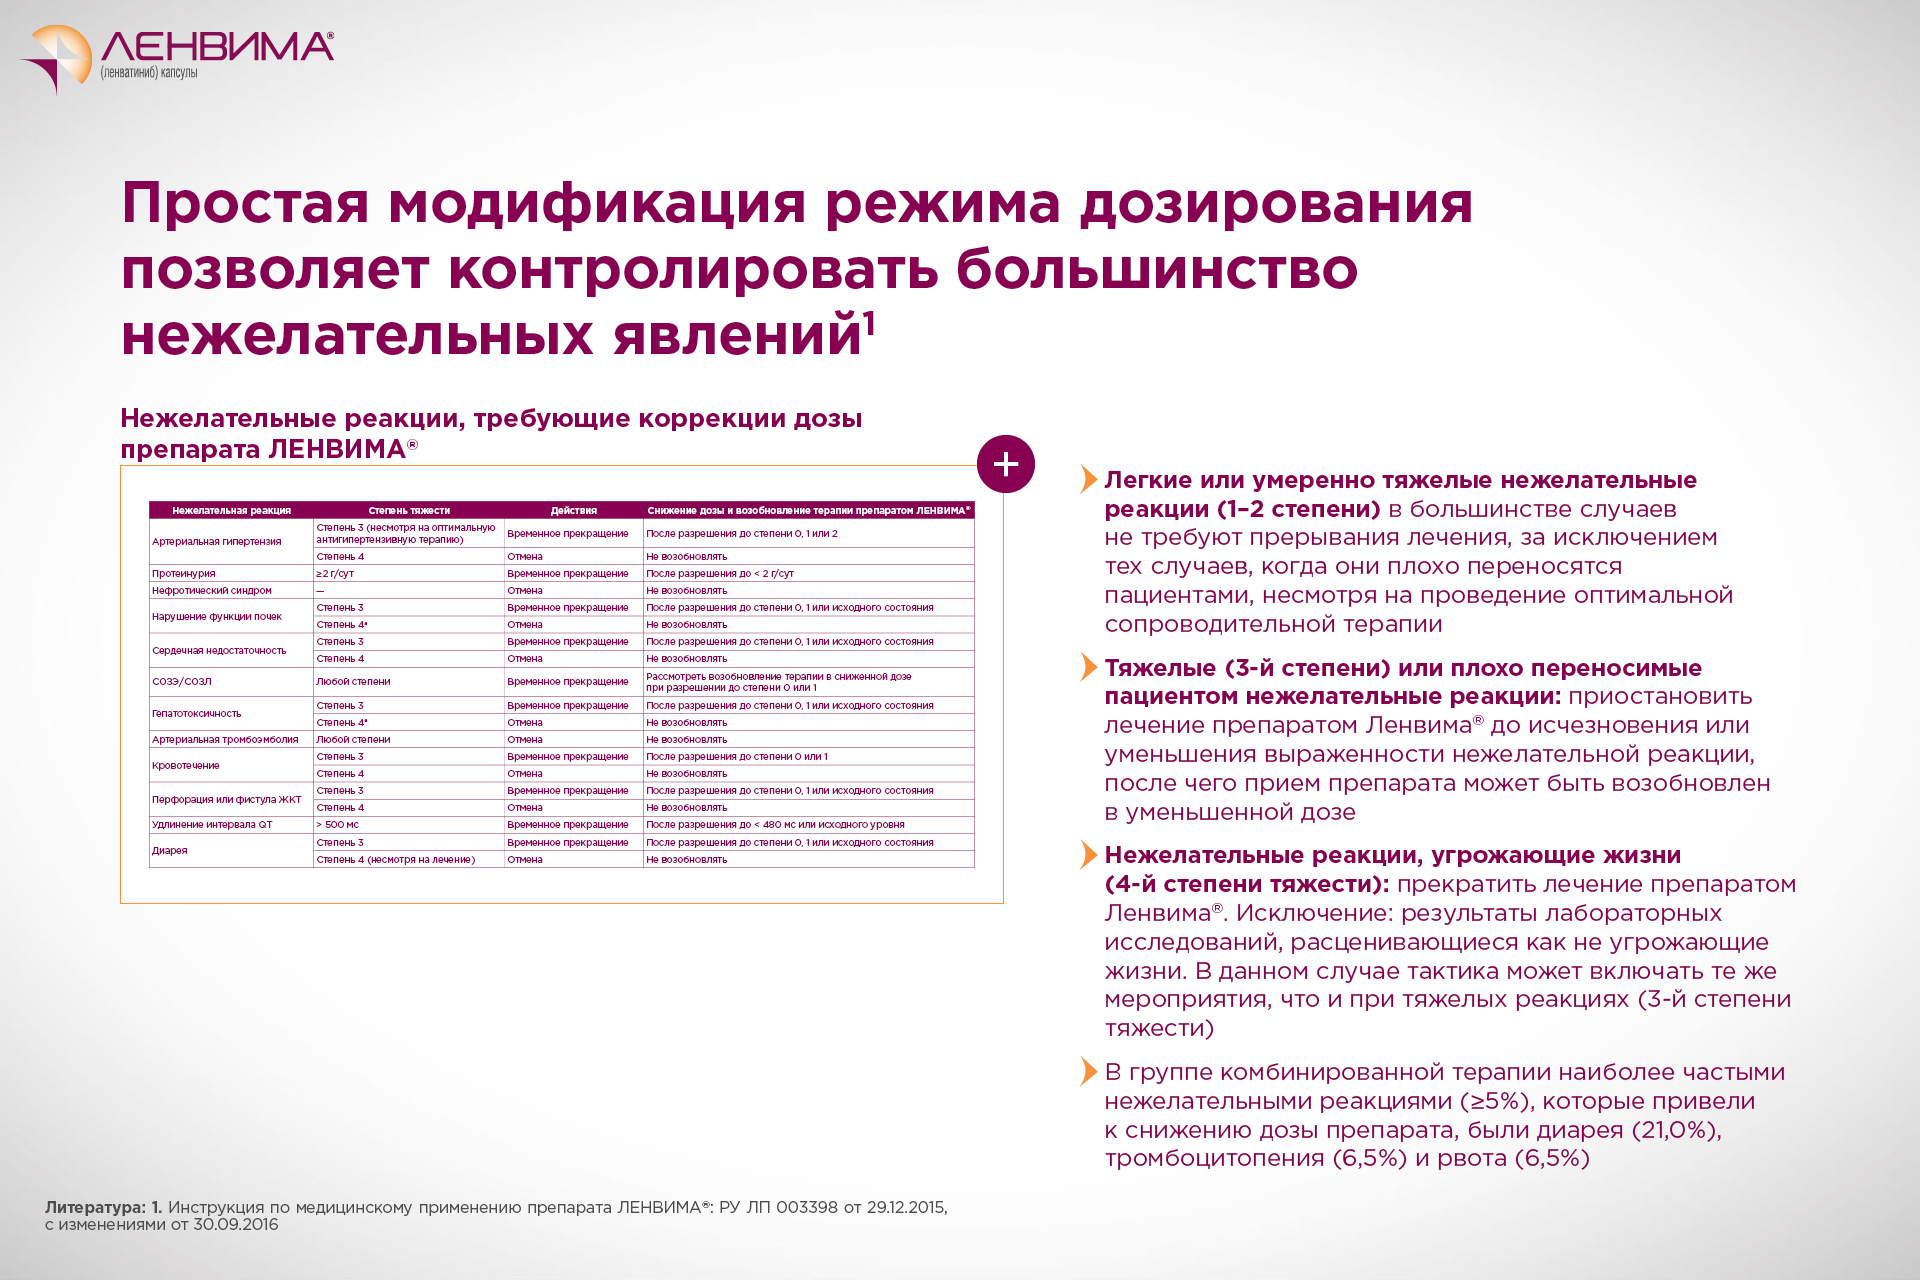 ЛЕНВИМА®
(ленватиниб) капсулы
Простая модификация режима дозирования
позволяет контролировать большинство
нежелательных явлений¹
Нежелательные реакции, требующие коррекции дозы
препарата ЛЕНВИМА®
+
Нежелательная реакция Степень тяжести Действия Снижение дозы и возобновление терапии препаратом ЛЕНВИМА®
Артериальная гипертензия
Степень 3 (несмотря на оптимальную
антигипертензивную терапию)
Временное прекращение После разрешения до степени 0, 1 или 2
Степень 4 Отмена Не возобновлять
Протеинурия ≥2 г/сут Временное прекращение После разрешения до < 2 г/сут
Нефротический синдром — Отмена Не возобновлять
Нарушение функции почек
Степень 3 Временное прекращение После разрешения до степени 0, 1 или исходного состояния
Степень 4* Отмена Не возобновлять
Сердечная недостаточность
Степень 3 Временное прекращение После разрешения до степени 0, 1 или исходного состояния
Степень 4 Отмена Не возобновлять
СОЗЭ/СОЗЛ Любой степени Временное прекращение
Рассмотреть возобновление терапии в сниженной дозе
при разрешении до степени 0 или 1
Гепатотоксичность
Степень 3 Временное прекращение После разрешения до степени 0, 1 или исходного состояния
Степень 4* Отмена Не возобновлять
Артериальная тромбоэмболия Любой степени Отмена Не возобновлять
Кровотечение
Степень 3 Временное прекращение После разрешения до степени 0 или 1
Степень 4 Отмена Не возобновлять
Перфорация или фистула ЖКТ
Степень 3 Временное прекращение После разрешения до степени 0, 1 или исходного состояния
Степень 4 Отмена Не возобновлять
Удлинение интервала QT > 500 мс Временное прекращение После разрешения до < 480 мс или исходного уровня
Диарея
Степень 3 Временное прекращение После разрешения до степени 0, 1 или исходного состояния
Степень 4 (несмотря на лечение) Отмена Не возобновлять
Легкие или умеренно тяжелые нежелательные
реакции (1–2 степени) в большинстве случаев
не требуют прерывания лечения, за исключением
тех случаев, когда они плохо переносятся
пациентами, несмотря на проведение оптимальной
сопроводительной терапии
Тяжелые (3-й степени) или плохо переносимые
пациентом нежелательные реакции: приостановить
лечение препаратом Ленвима® до исчезновения или
уменьшения выраженности нежелательной реакции,
после чего прием препарата может быть возобновлен
в уменьшенной дозе
Нежелательные реакции, угрожающие жизни
(4-й степени тяжести): прекратить лечение препаратом
Ленвима®. Исключение: результаты лабораторных
исследований, расценивающиеся как не угрожающие
жизни. В данном случае тактика может включать те же
мероприятия, что и при тяжелых реакциях (3-й степени
тяжести)
В группе комбинированной терапии наиболее частыми
нежелательными реакциями (≥5%), которые привели
к снижению дозы препарата, были диарея (21,0%),
тромбоцитопения (6,5%) и рвота (6,5%)
Литература: 1. Инструкция по медицинскому применению препарата ЛЕНВИМА®: РУ ЛП 003398 от 29.12.2015,
с изменениями от 30.09.2016